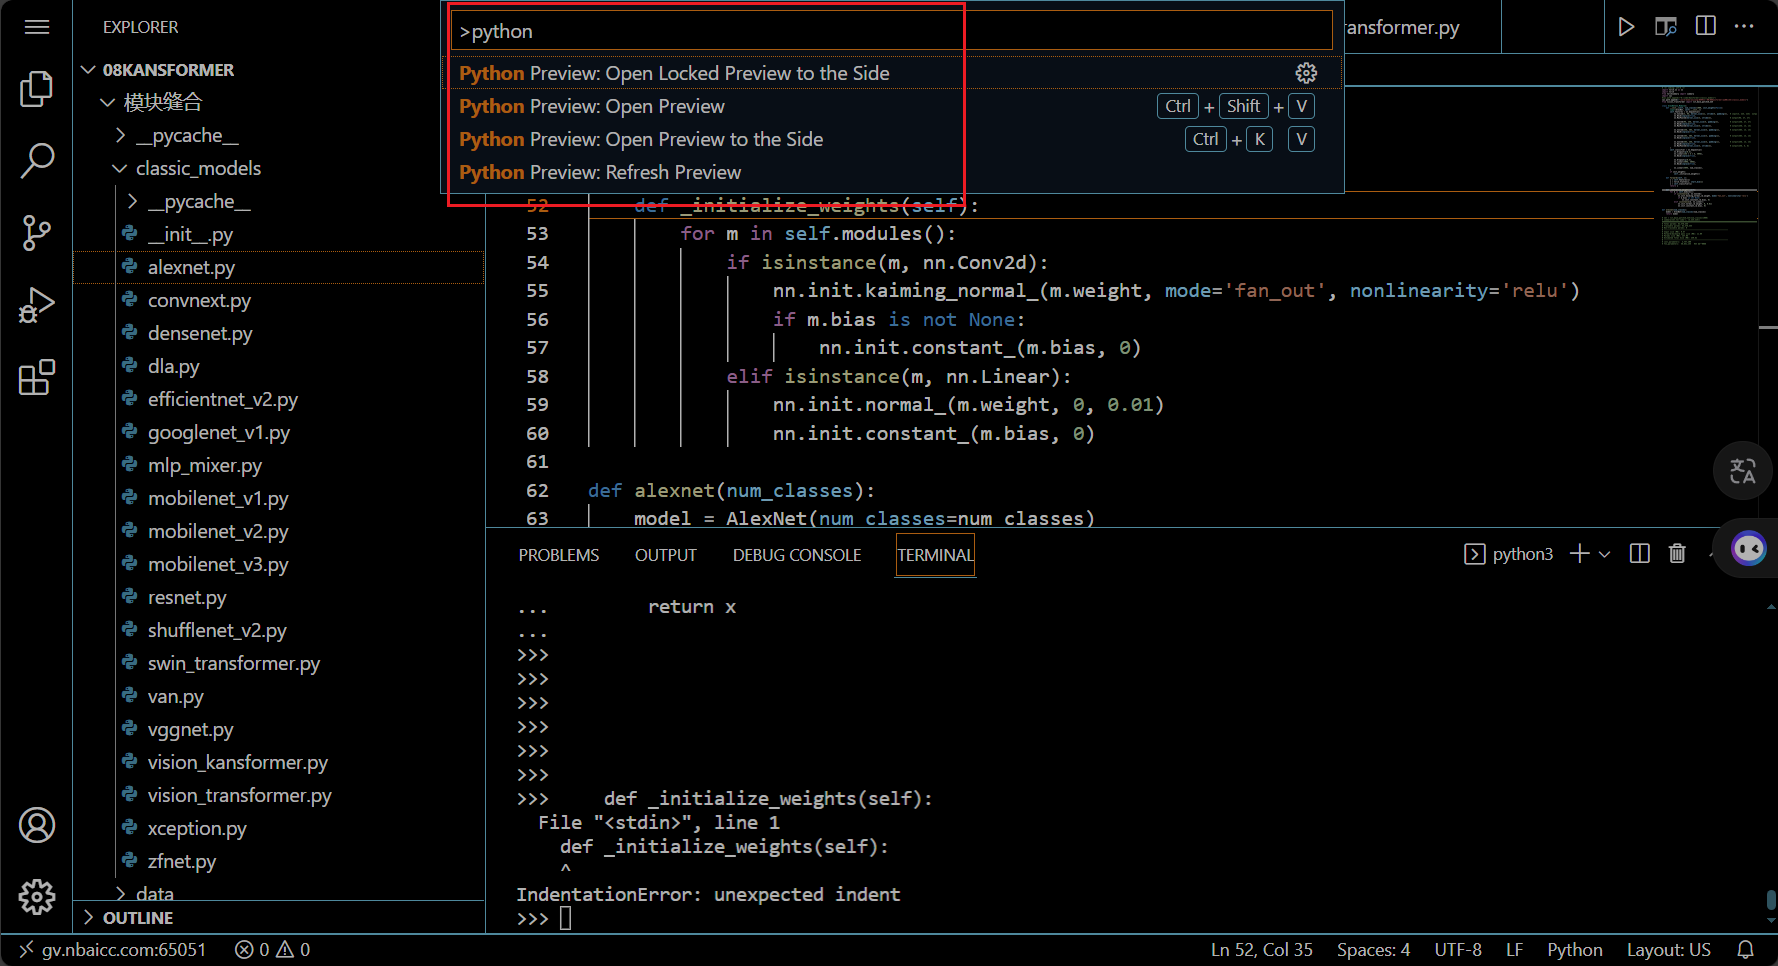 EXPLORER
08KANSFORMER
模块缝合
__pycache__
classic_models
__pycache__
__init__.py
alexnet.py
convnext.py
densenet.py
dla.py
efficientnet_v2.py
googlenet_v1.py
mlp_mixer.py
mobilenet_v1.py
mobilenet_v2.py
mobilenet_v3.py
resnet.py
shufflenet_v2.py
swin_transformer.py
van.py
vggnet.py
vision_kansformer.py
vision_transformer.py
xception.py
zfnet.py
data
OUTLINE
>python
ansformer.py
Python Preview: Open Locked Preview to the Side
Python Preview: Open Preview Ctrl + Shift + V
Python Preview: Open Preview to the Side Ctrl + K V
Python Preview: Refresh Preview
52 def _initialize_weights(self):
53 for m in self.modules():
54 if isinstance(m, nn.Conv2d):
55 nn.init.kaiming_normal_(m.weight, mode='fan_out', nonlinearity='relu')
56 if m.bias is not None:
57 nn.init.constant_(m.bias, 0)
58 elif isinstance(m, nn.Linear):
59 nn.init.normal_(m.weight, 0, 0.01)
60 nn.init.constant_(m.bias, 0)
61
62 def alexnet(num_classes):
63 model = AlexNet(num_classes=num_classes)
PROBLEMS OUTPUT DEBUG CONSOLE TERMINAL python3
... return x
...
>>>
>>>
>>>
>>>
>>>
>>>
>>> def _initialize_weights(self):
File "<stdin>", line 1
def _initialize_weights(self):
^
IndentationError: unexpected indent
>>>
gv.nbaicc.com:65051 0 0 Ln 52, Col 35 Spaces: 4 UTF-8 LF Python Layout: US